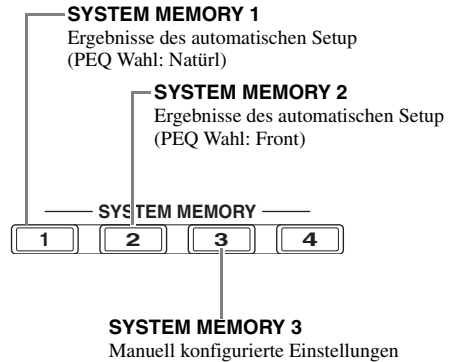 SYSTEM MEMORY 1
Ergebnisse des automatischen Setup
(PEQ Wahl: Natürl)
SYSTEM MEMORY 2
Ergebnisse des automatischen Setup
(PEQ Wahl: Front)
SYSTEM MEMORY
1 2 3 4
SYSTEM MEMORY 3
Manuell konfigurierte Einstellungen